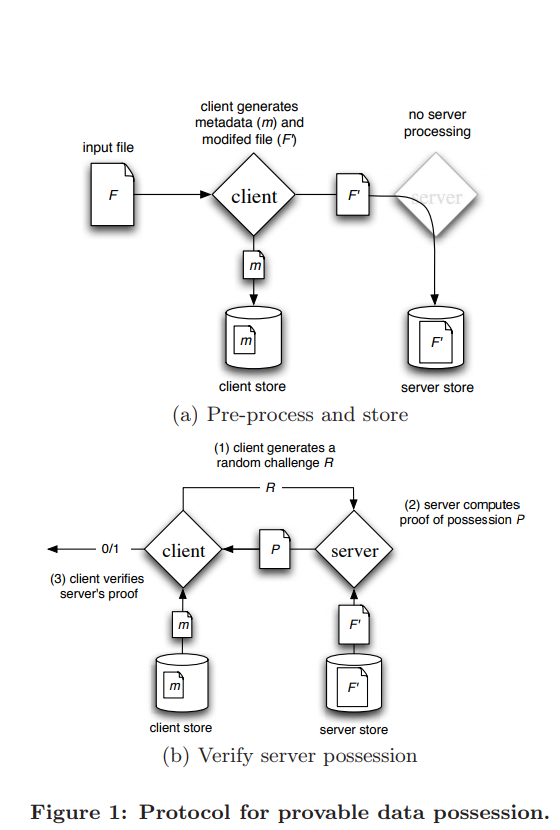 client generates
metadata (m) and
modifed file (F')
no server
processing
input file
F
client
F'
server
m
m
F'
client store
server store
(a) Pre-process and store
(1) client generates a
random challenge R
R
(2) server computes
proof of possession P
0/1
client
P
server
(3) client verifies
server's proof
m
F'
m
F'
client store
server store
(b) Verify server possession
Figure 1: Protocol for provable data possession.